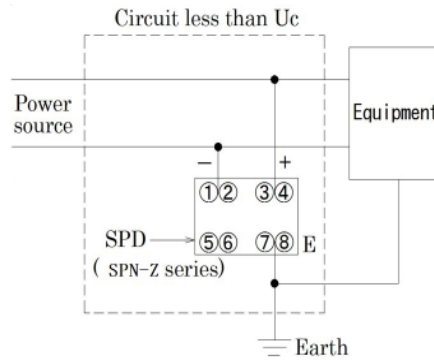 Circuit less than Uc
Power
source
Equipment
− +
①② ③④
SPD
⑤⑥ ⑦⑧ E
( SPN-Z series)
Earth